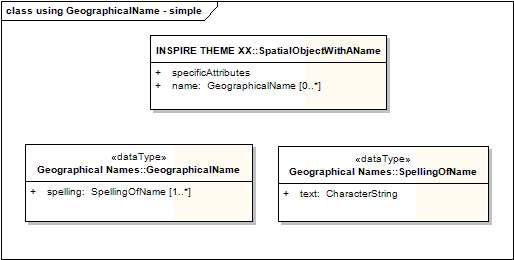 class using GeographicalName - simple
INSPIRE THEME XX::SpatialObjectWithAName
+ specificAttributes
+ name: GeographicalName [0..*]
«dataType»
Geographical Names::GeographicalName
+ spelling: SpellingOfName [1..*]
«dataType»
Geographical Names::SpellingOfName
+ text: CharacterString